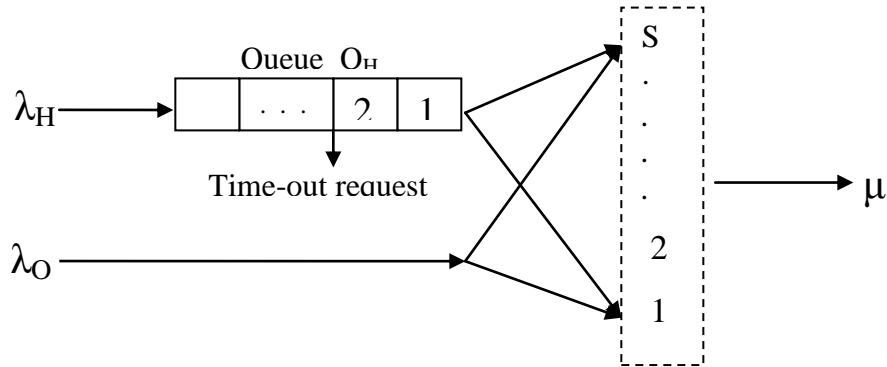 S
Queue Q_H
λ_H
. . . 2 1
Time-out request
λ_O
μ
2
1